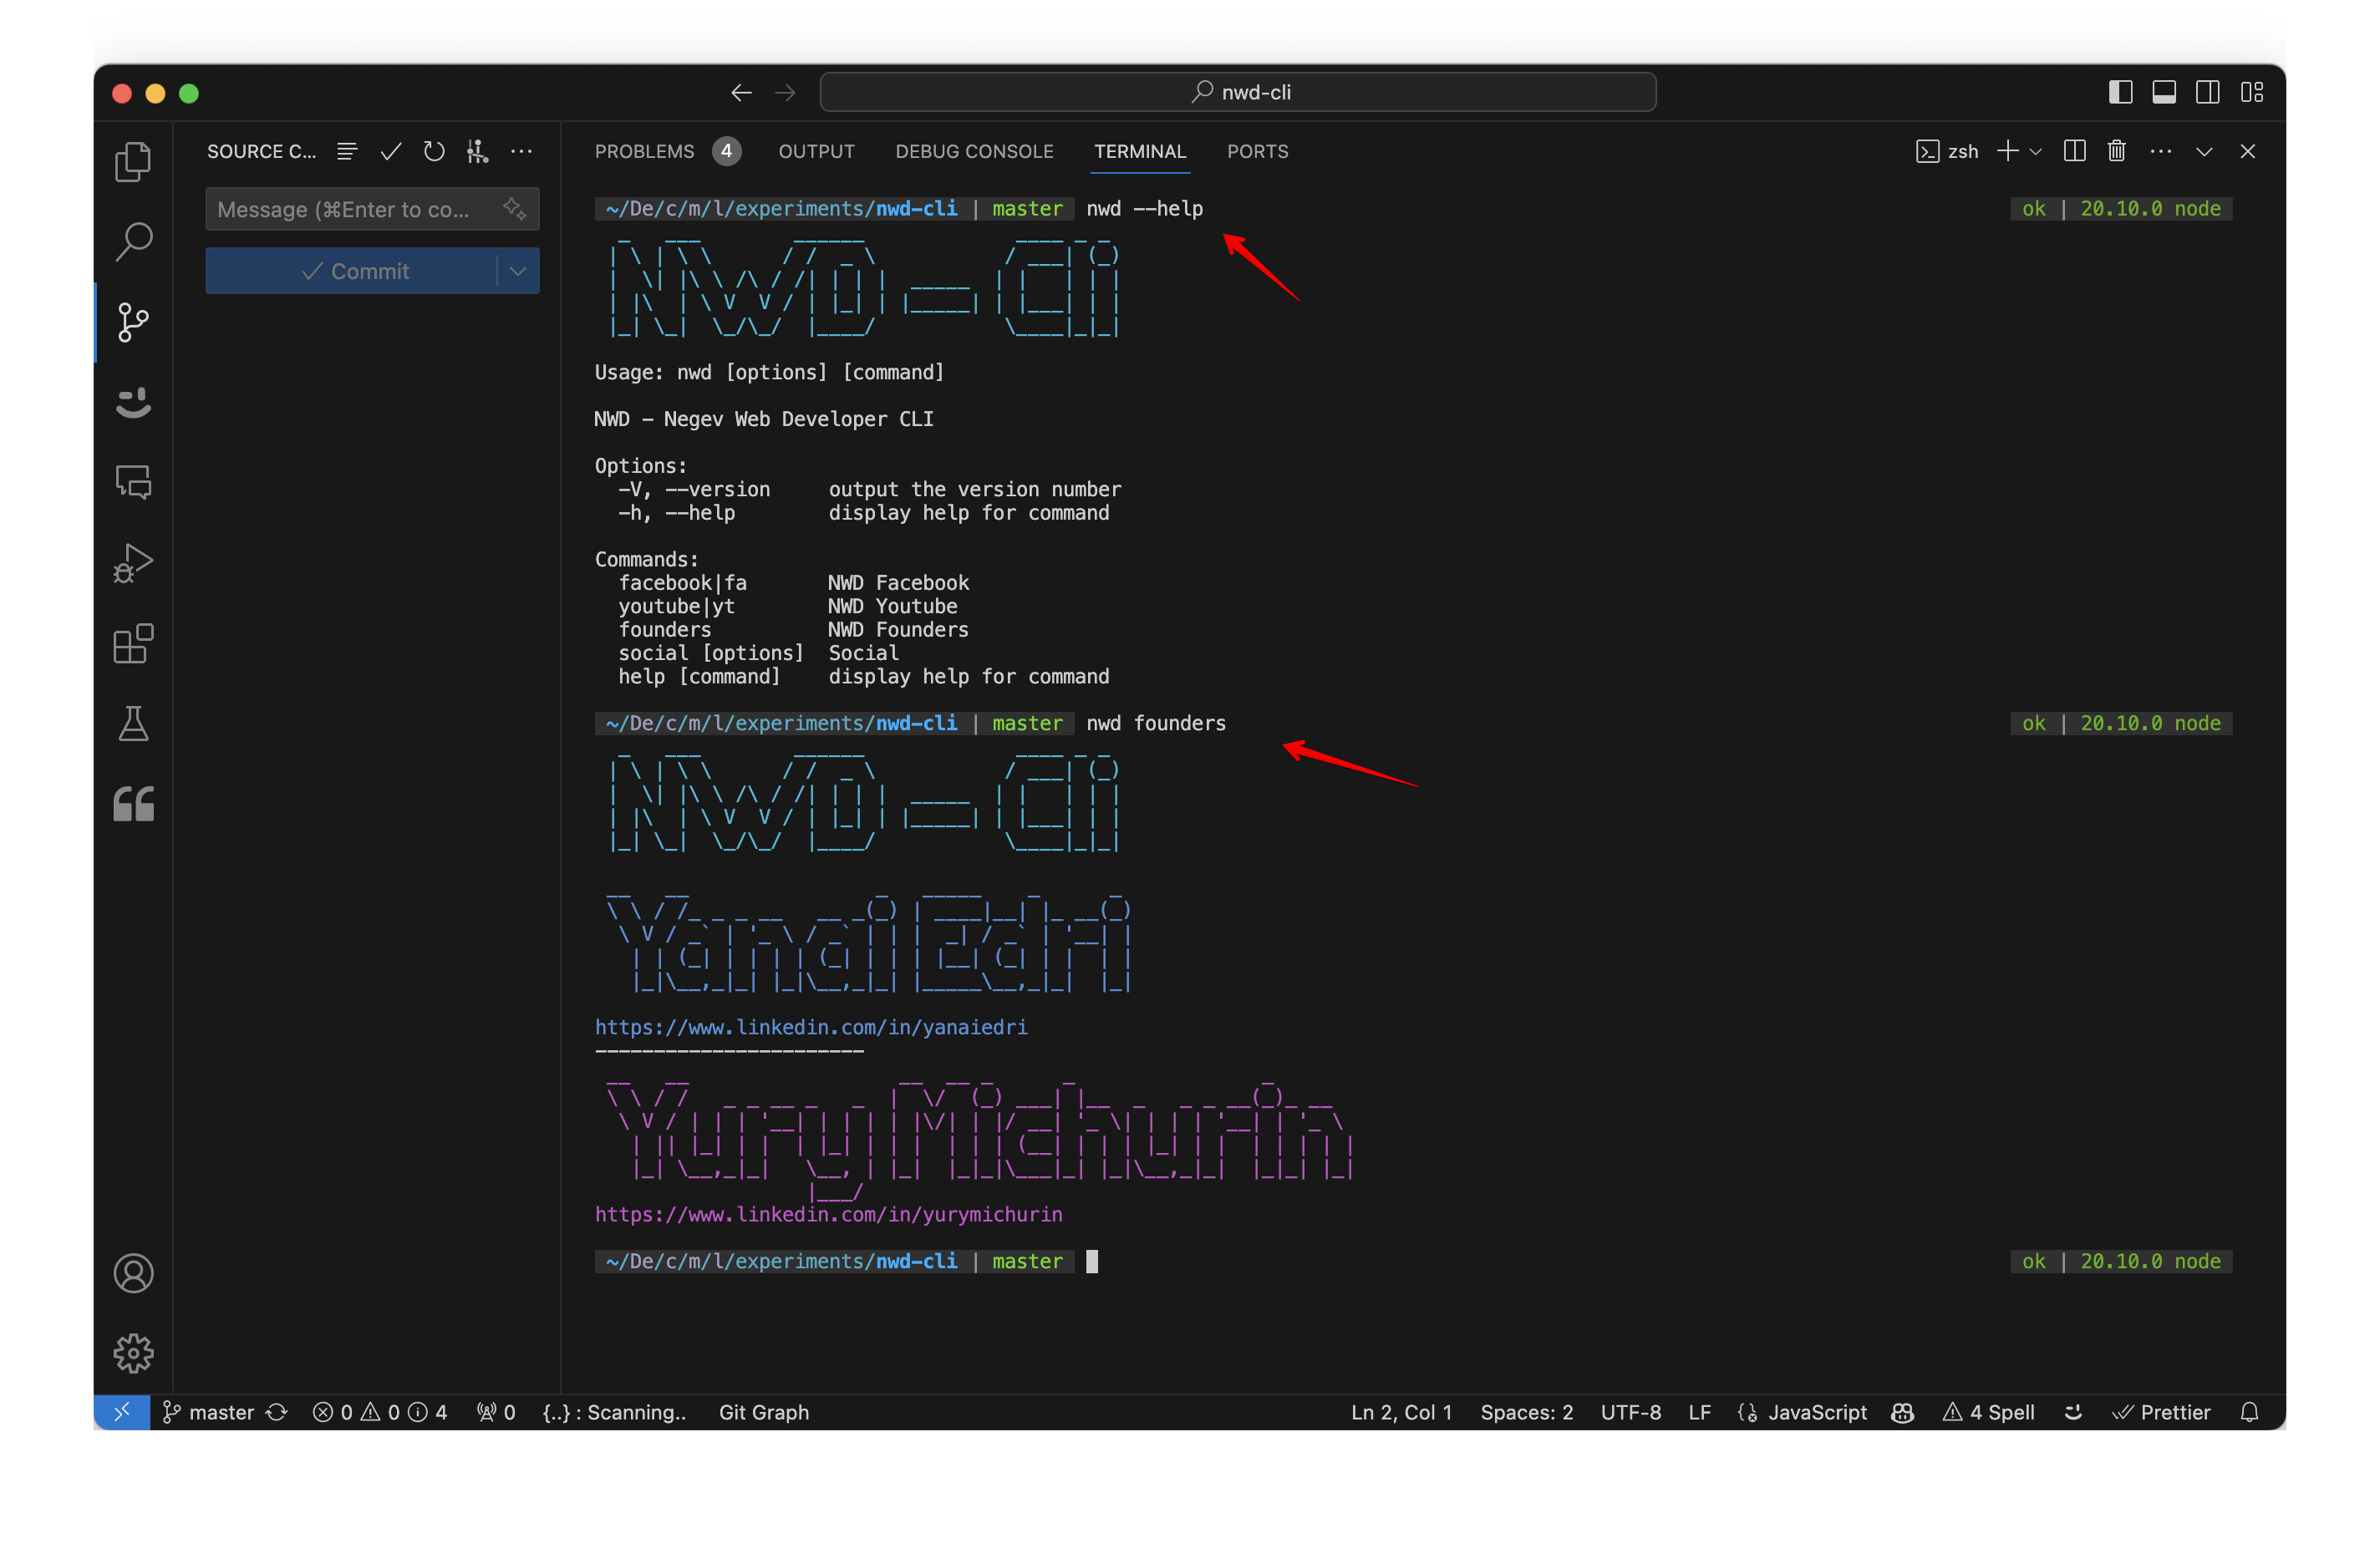 nwd-cli
SOURCE C...
Message (⌘Enter to co...
Commit
PROBLEMS 4 OUTPUT DEBUG CONSOLE TERMINAL PORTS
zsh
~/De/c/m/l/experiments/nwd-cli | master nwd --help ok | 20.10.0 node
NWD - Cli
Usage: nwd [options] [command]
NWD - Negev Web Developer CLI
Options:
-V, --version output the version number
-h, --help display help for command
Commands:
facebook|fa NWD Facebook
youtube|yt NWD Youtube
founders NWD Founders
social [options] Social
help [command] display help for command
~/De/c/m/l/experiments/nwd-cli | master nwd founders ok | 20.10.0 node
NWD - Cli
Yanai Edri
https://www.linkedin.com/in/yanaiedri
-----------------------
Yury Michurin
https://www.linkedin.com/in/yurymichurin
~/De/c/m/l/experiments/nwd-cli | master ok | 20.10.0 node
master 0 0 4 0 {..} : Scanning.. Git Graph Ln 2, Col 1 Spaces: 2 UTF-8 LF JavaScript 4 Spell Prettier